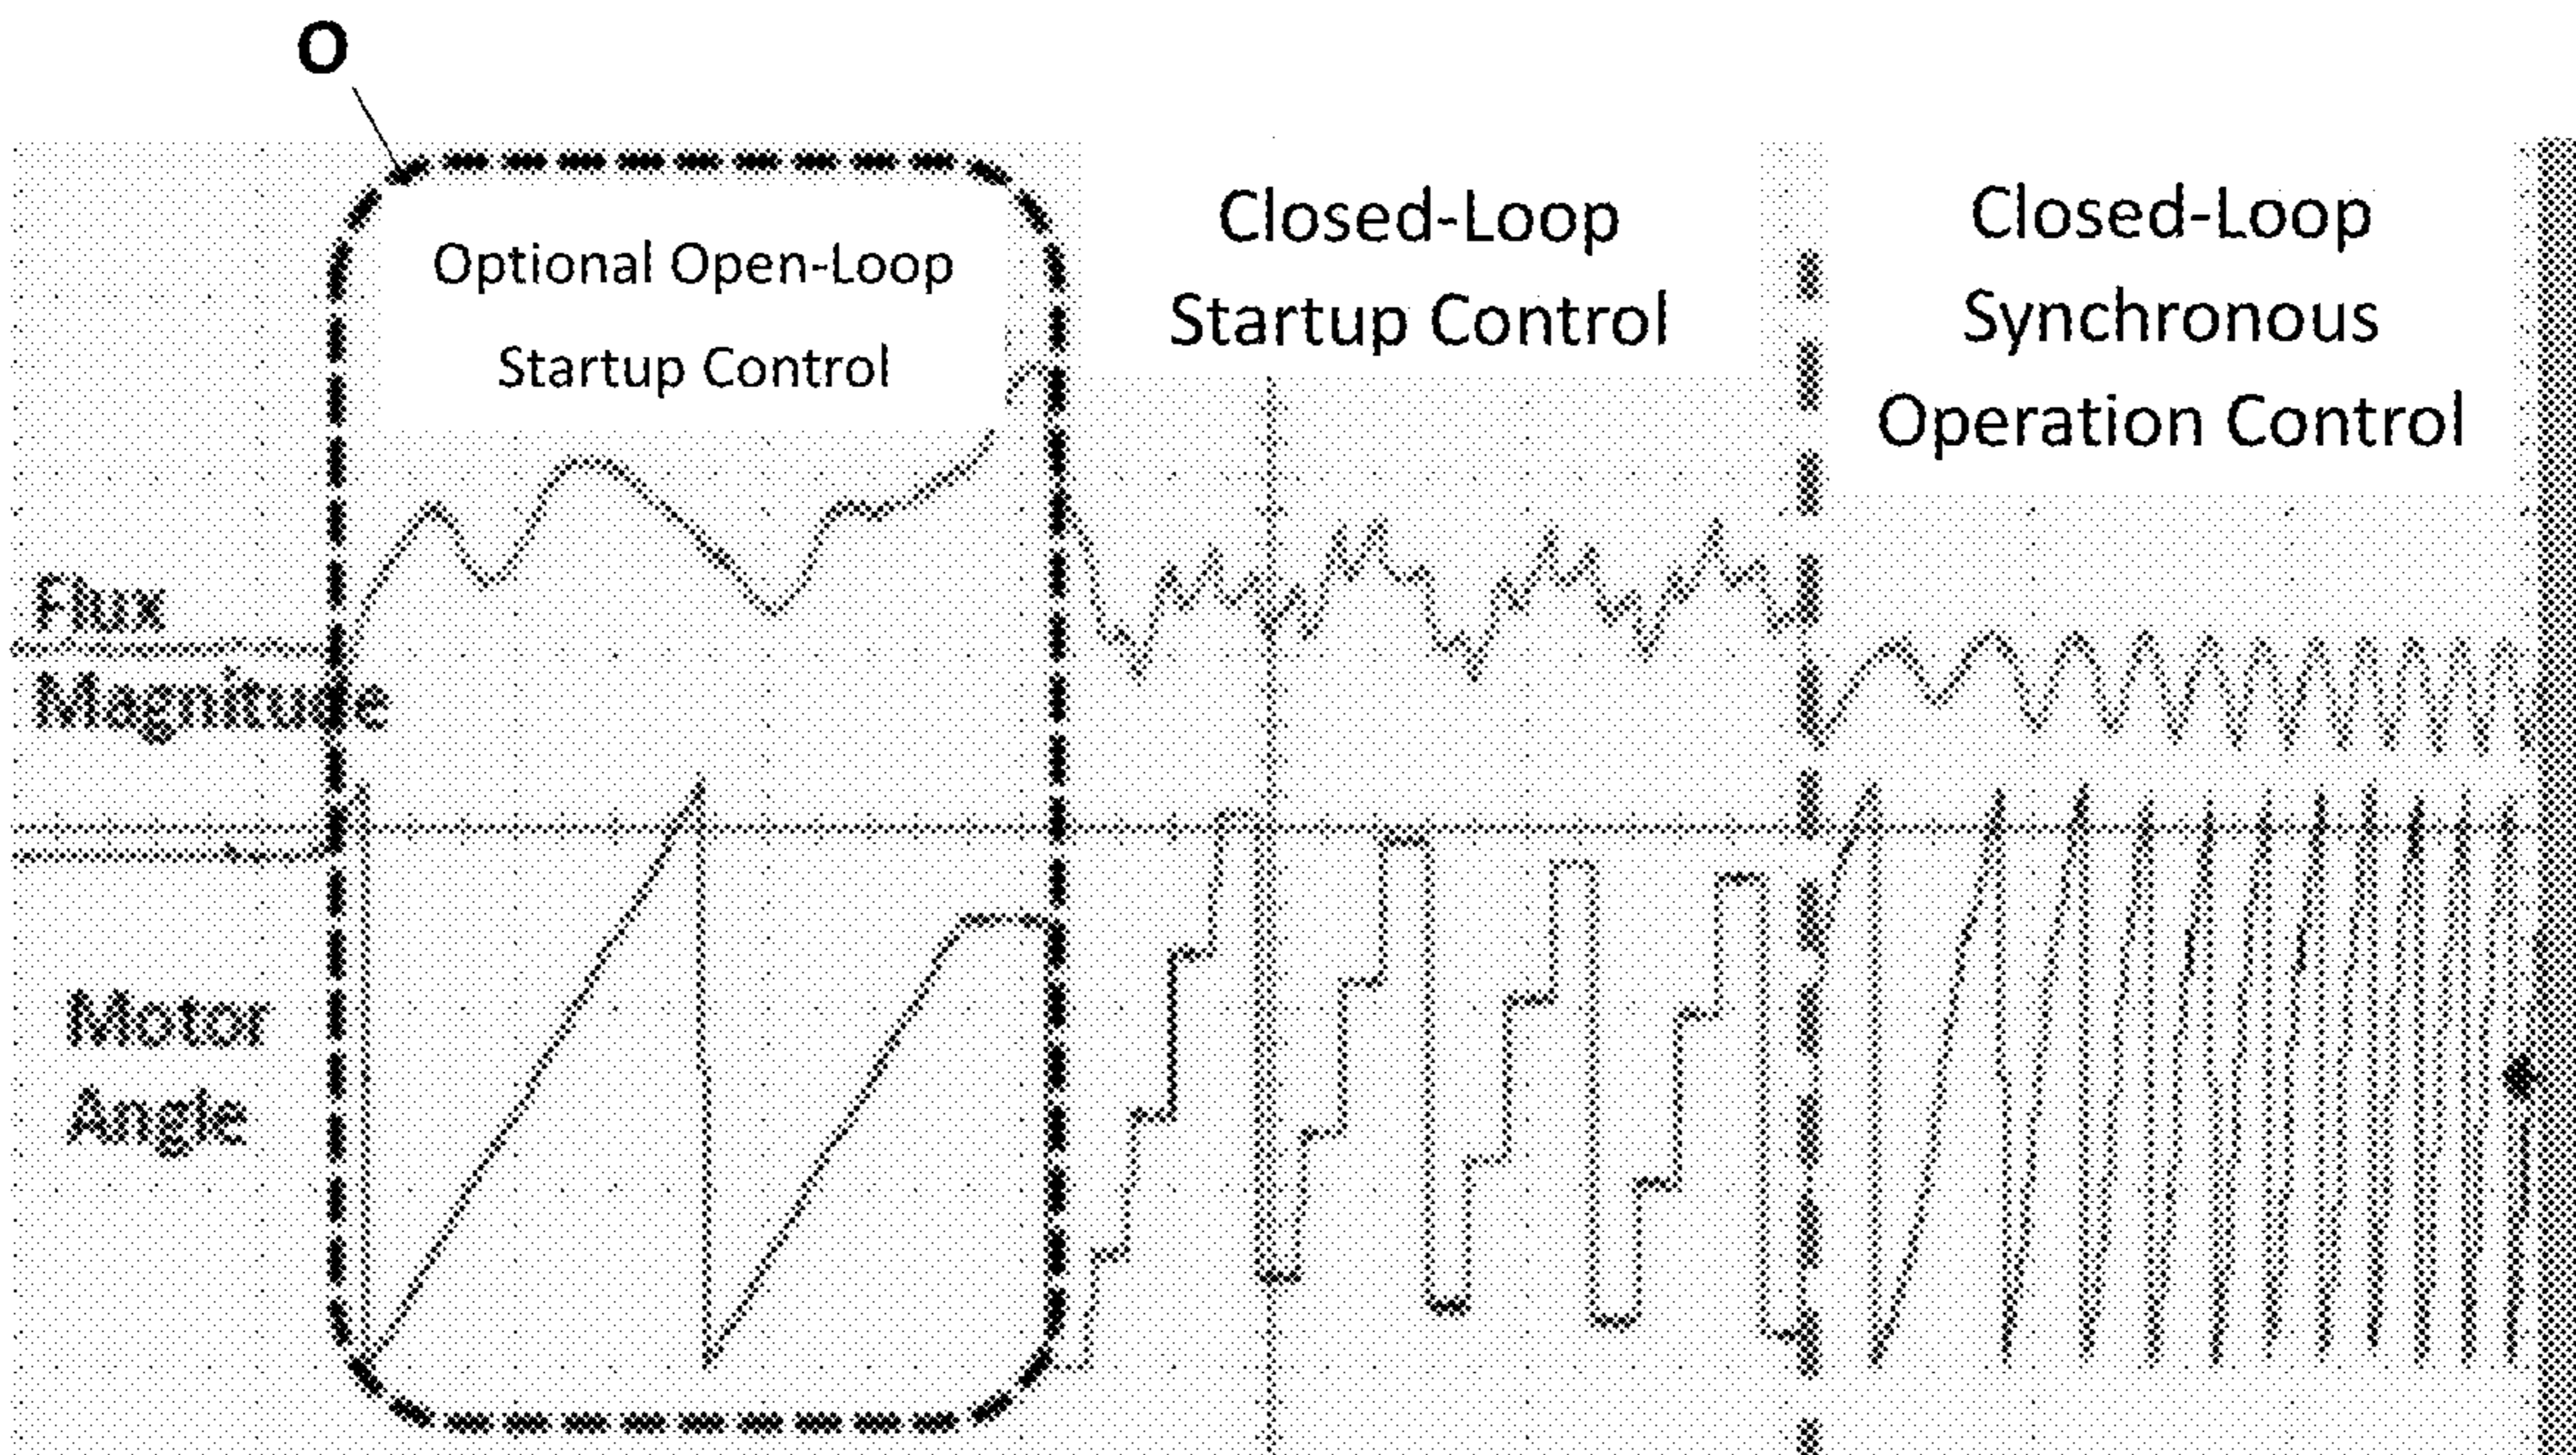 O
Optional Open-Loop
Startup Control
Closed-Loop
Startup Control
Closed-Loop
Synchronous
Operation Control
Flux
Magnitude
Motor
Angle